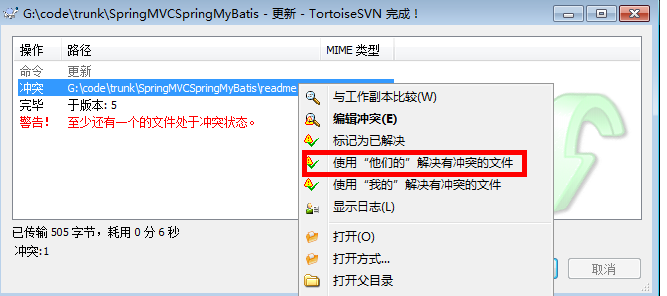 G:\code\trunk\SpringMVCSpringMyBatis - 更新 - TortoiseSVN 完成！
操作 路径 MIME 类型
命令 更新
冲突 G:\code\trunk\SpringMVCSpringMyBatis\readme
完毕 于版本: 5
警告! 至少还有一个的文件处于冲突状态。
与工作副本比较(W)
编辑冲突(E)
标记为已解决
使用“他们的”解决有冲突的文件
使用“我的”解决有冲突的文件
显示日志(L)
打开(O)
打开方式...
打开父目录
已传输 505 字节，耗用 0 分 6 秒
冲突:1
取消